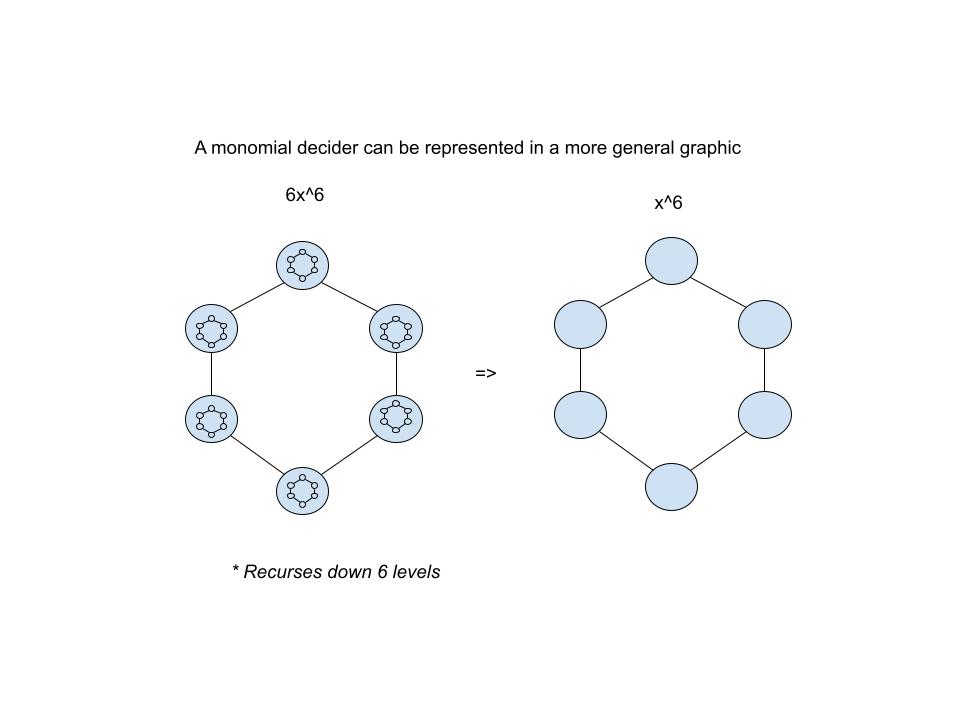 A monomial decider can be represented in a more general graphic
6x^6
x^6
=>
* Recurses down 6 levels